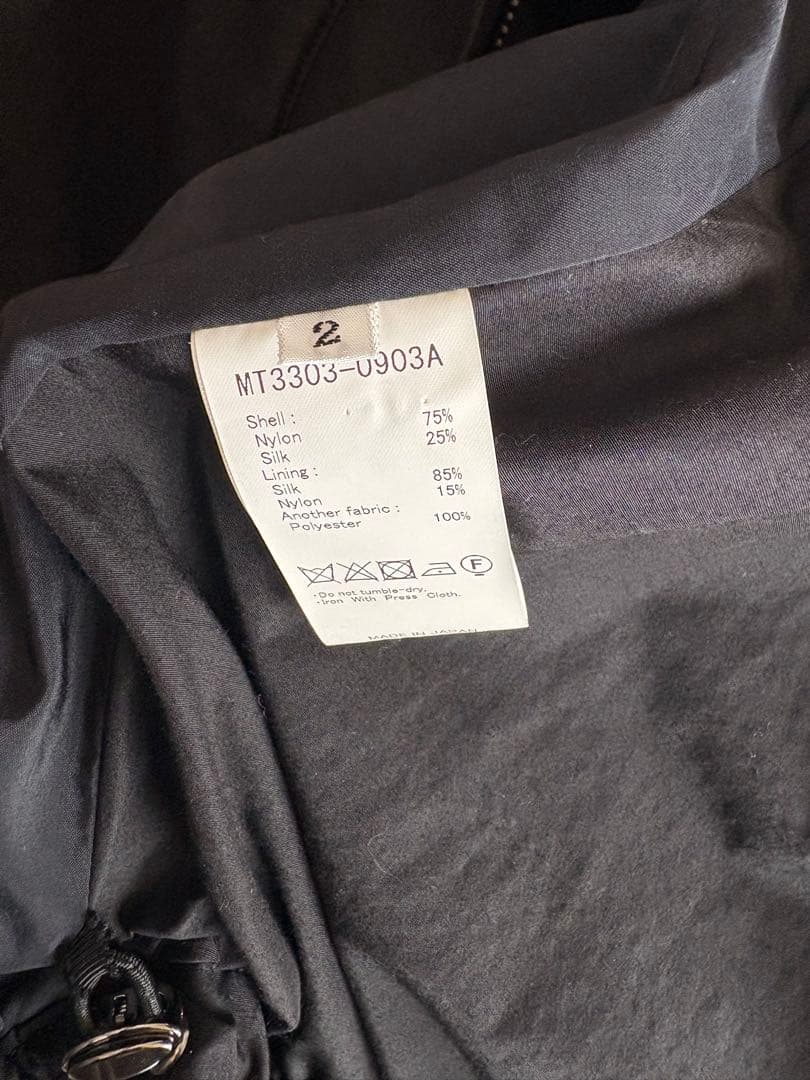 2
MT3303-0903A
Shell :
Nylon 75%
Silk 25%
Lining :
Silk 85%
Nylon 15%
Another fabric :
Polyester 100%
F
·Do not tumble-dry.
·Iron With Press Cloth.
MADE IN JAPAN